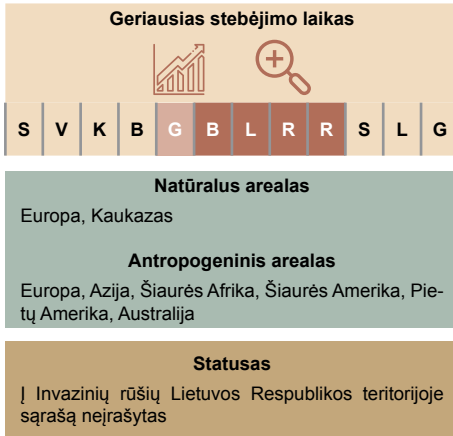 Geriausias stebėjimo laikas
S V K B G B L R R S L G
Natūralus arealas
Europa, Kaukazas
Antropogeninis arealas
Europa, Azija, Šiaurės Afrika, Šiaurės Amerika, Pie-
tų Amerika, Australija
Statusas
Į Invazinių rūšių Lietuvos Respublikos teritorijoje
sąrašą neįrašytas